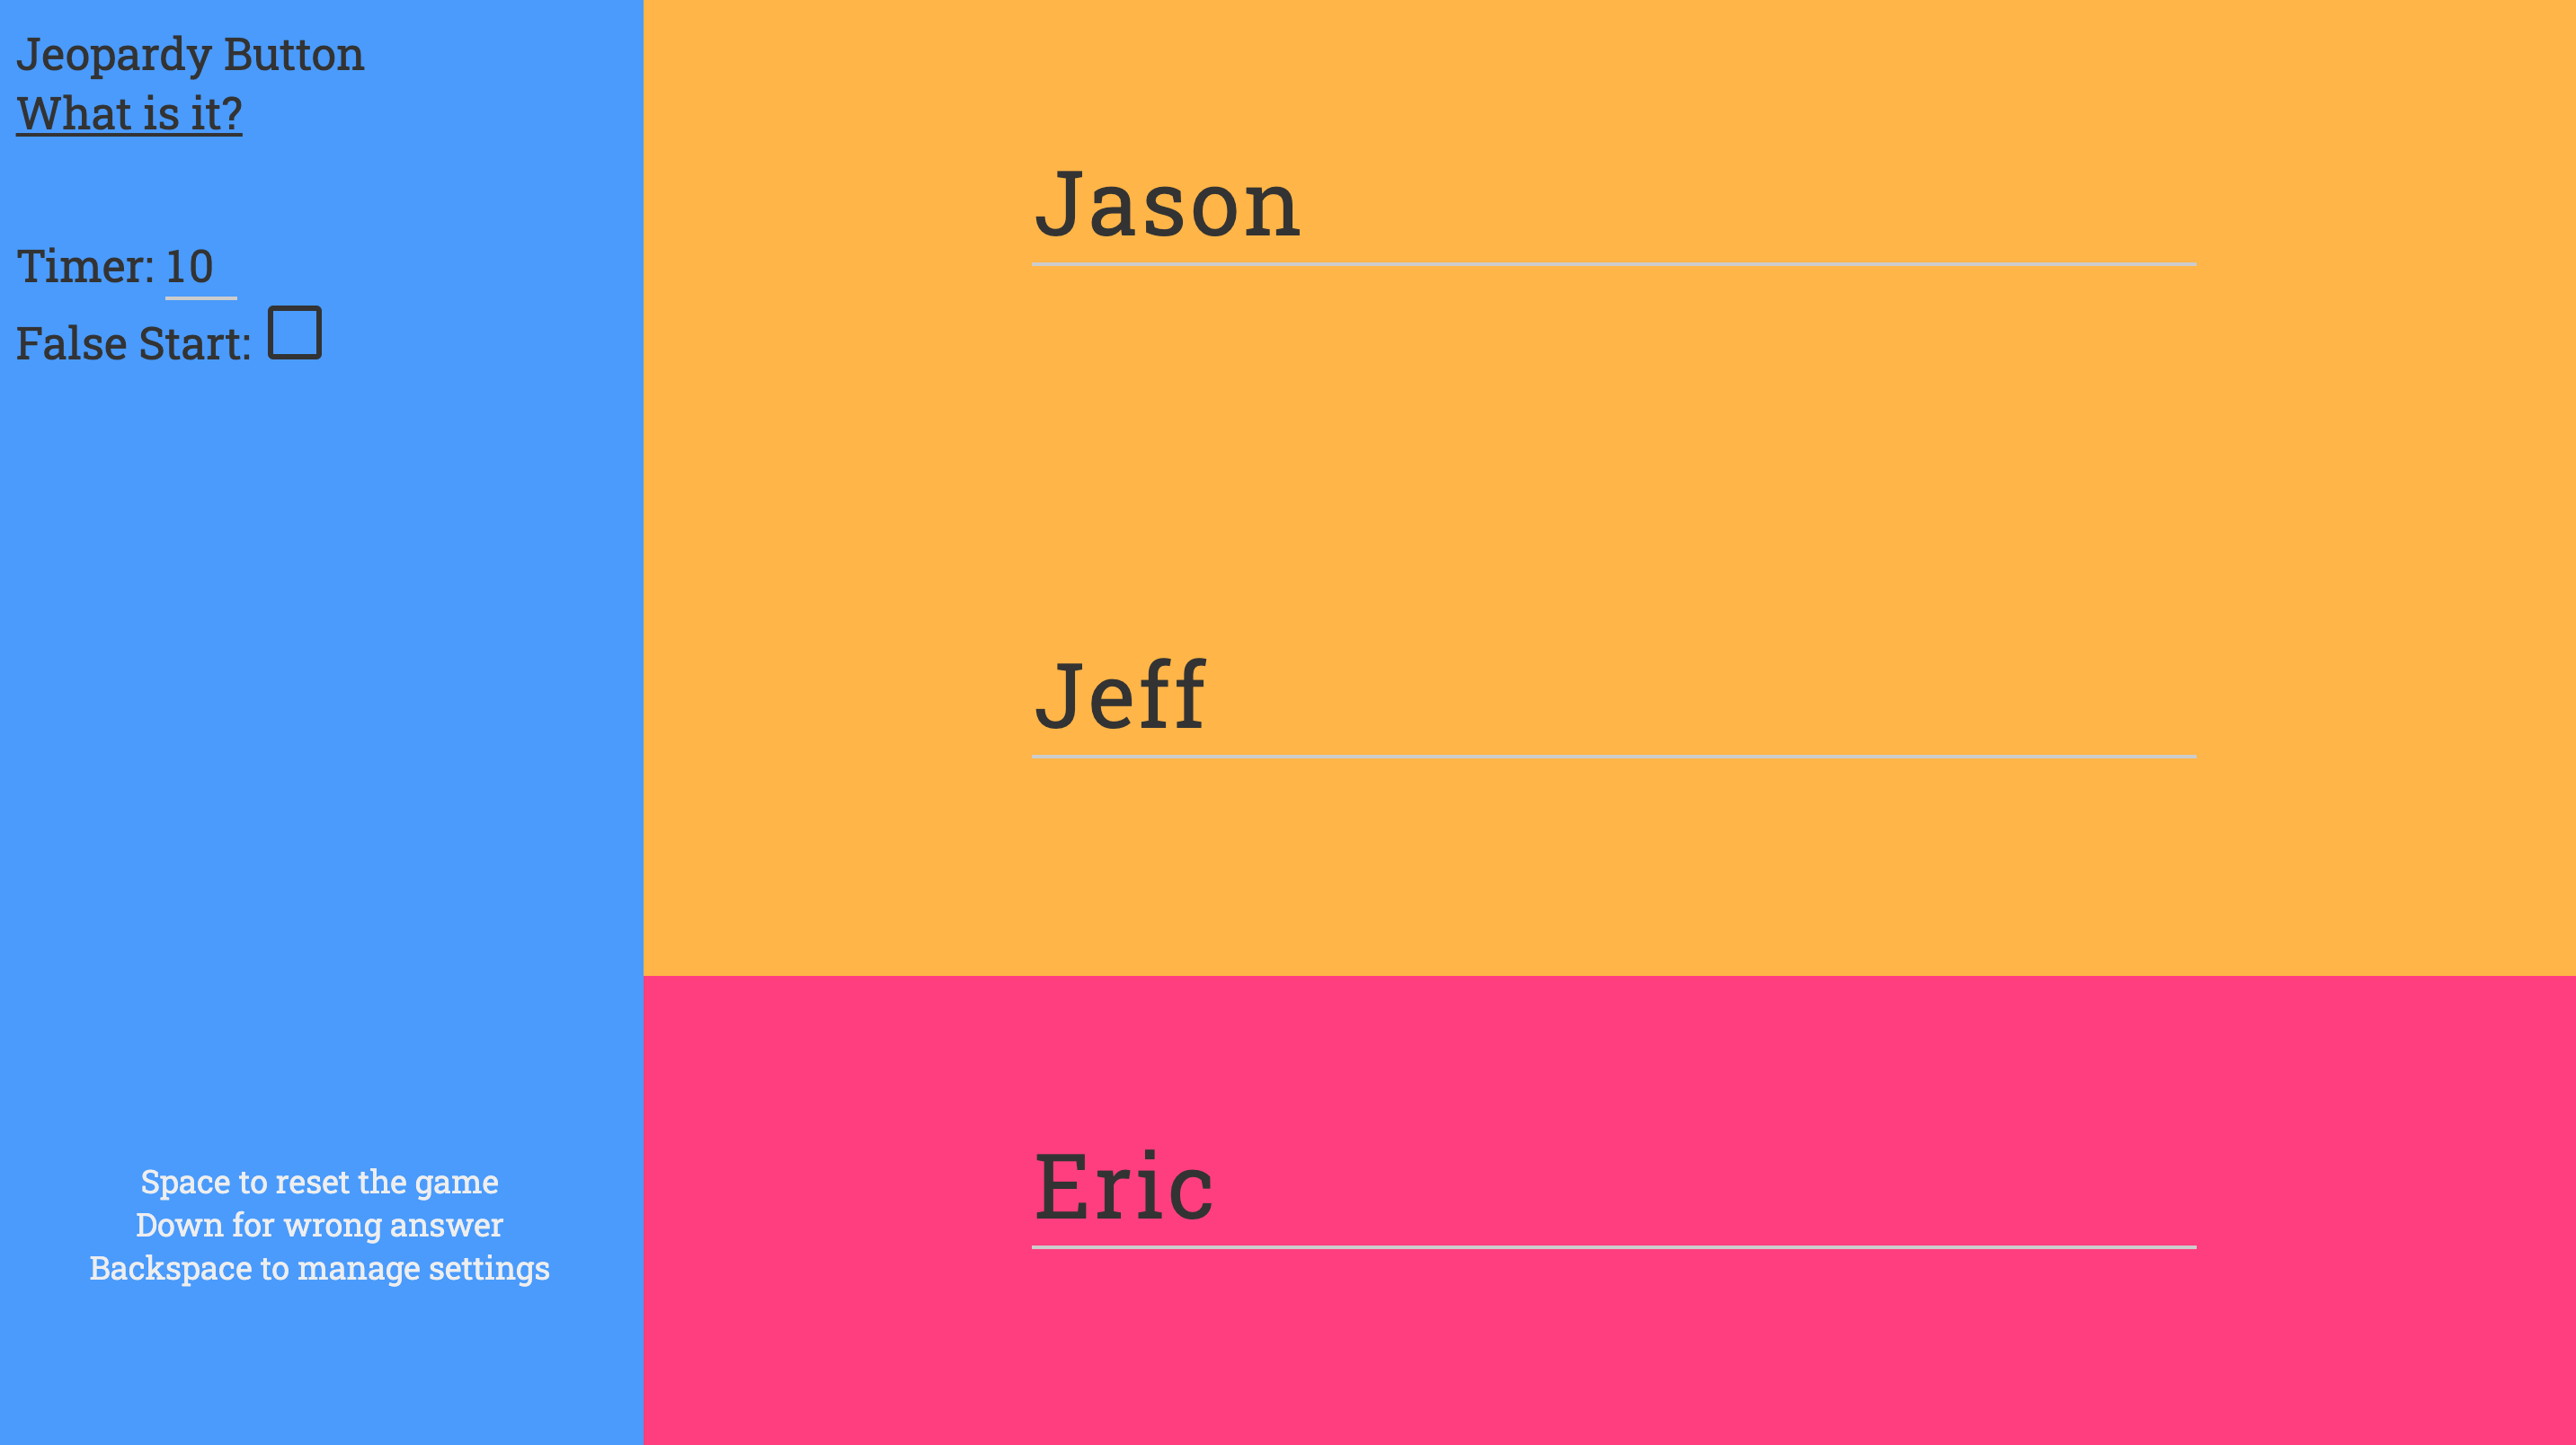 Jeopardy Button
What is it?
Timer: 10
False Start:
Space to reset the game
Down for wrong answer
Backspace to manage settings
Jason
Jeff
Eric